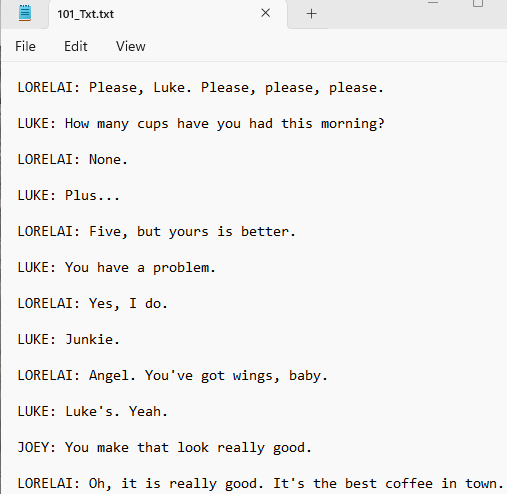 101_Txt.txt
File Edit View
LORELAI: Please, Luke. Please, please, please.
LUKE: How many cups have you had this morning?
LORELAI: None.
LUKE: Plus...
LORELAI: Five, but yours is better.
LUKE: You have a problem.
LORELAI: Yes, I do.
LUKE: Junkie.
LORELAI: Angel. You've got wings, baby.
LUKE: Luke's. Yeah.
JOEY: You make that look really good.
LORELAI: Oh, it is really good. It's the best coffee in town.